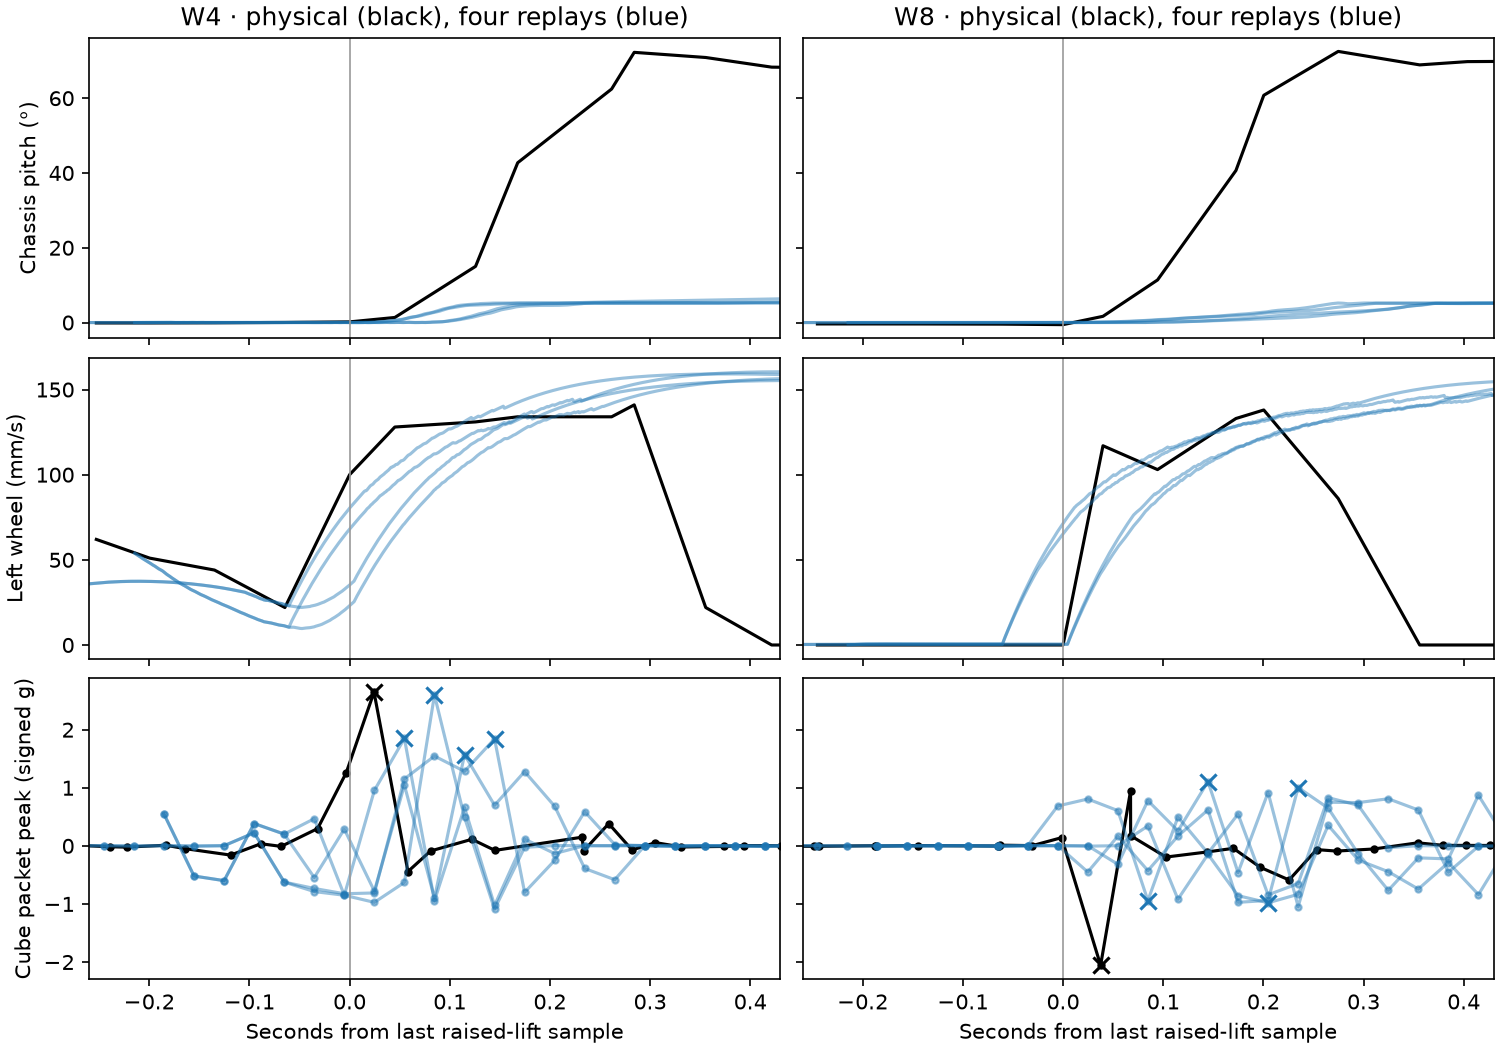 W4 · physical (black), four replays (blue)
W8 · physical (black), four replays (blue)
Chassis pitch (°)
60
40
20
0
Left wheel (mm/s)
150
100
50
0
Cube packet peak (signed g)
2
1
0
−1
−2
−0.2 −0.1 0.0 0.1 0.2 0.3 0.4
−0.2 −0.1 0.0 0.1 0.2 0.3 0.4
Seconds from last raised-lift sample
Seconds from last raised-lift sample